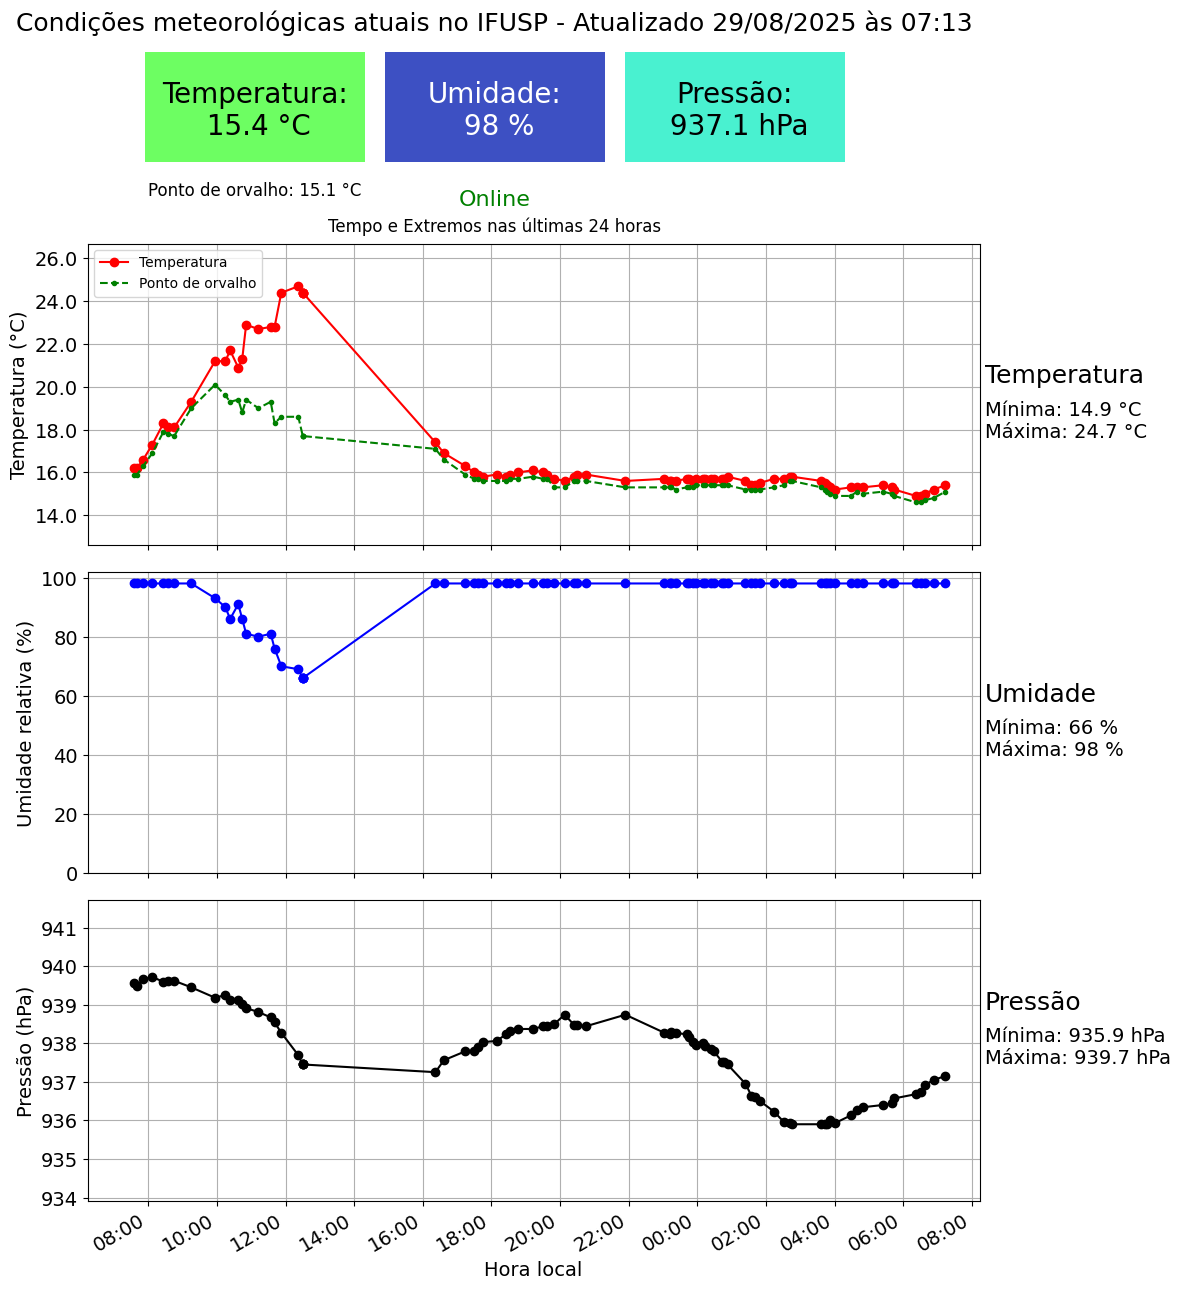 Condições meteorológicas atuais no IFUSP - Atualizado 29/08/2025 às 07:13
Temperatura:
15.4 °C
Umidade:
98 %
Pressão:
937.1 hPa
Ponto de orvalho: 15.1 °C
Online
Tempo e Extremos nas últimas 24 horas
Temperatura (°C)
26.0
24.0
22.0
20.0
18.0
16.0
14.0
Temperatura
Ponto de orvalho
Temperatura
Mínima: 14.9 °C
Máxima: 24.7 °C
Umidade relativa (%)
100
80
60
40
20
0
Umidade
Mínima: 66 %
Máxima: 98 %
Pressão (hPa)
941
940
939
938
937
936
935
934
Pressão
Mínima: 935.9 hPa
Máxima: 939.7 hPa
08:00 10:00 12:00 14:00 16:00 18:00 20:00 22:00 00:00 02:00 04:00 06:00 08:00
Hora local